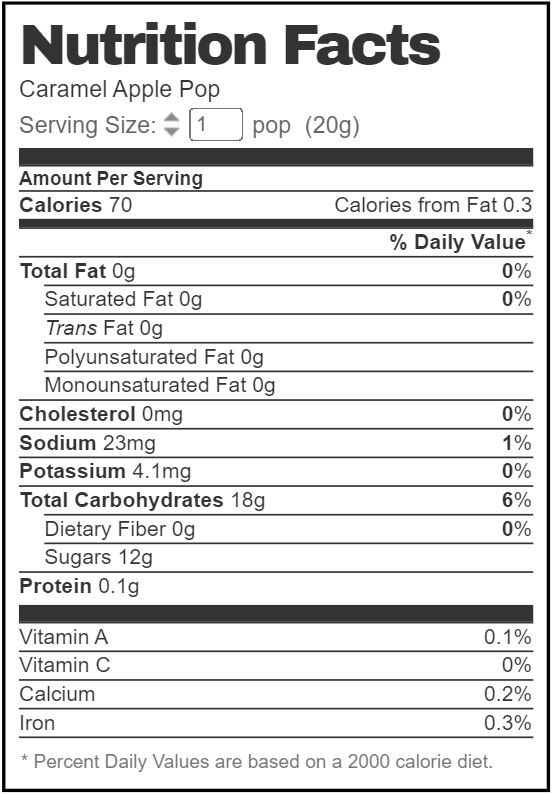 Nutrition Facts
Caramel Apple Pop
Serving Size: 1 pop (20g)
Amount Per Serving
Calories 70 Calories from Fat 0.3
% Daily Value*
Total Fat 0g 0%
Saturated Fat 0g 0%
Trans Fat 0g
Polyunsaturated Fat 0g
Monounsaturated Fat 0g
Cholesterol 0mg 0%
Sodium 23mg 1%
Potassium 4.1mg 0%
Total Carbohydrates 18g 6%
Dietary Fiber 0g 0%
Sugars 12g
Protein 0.1g
Vitamin A 0.1%
Vitamin C 0%
Calcium 0.2%
Iron 0.3%
* Percent Daily Values are based on a 2000 calorie diet.